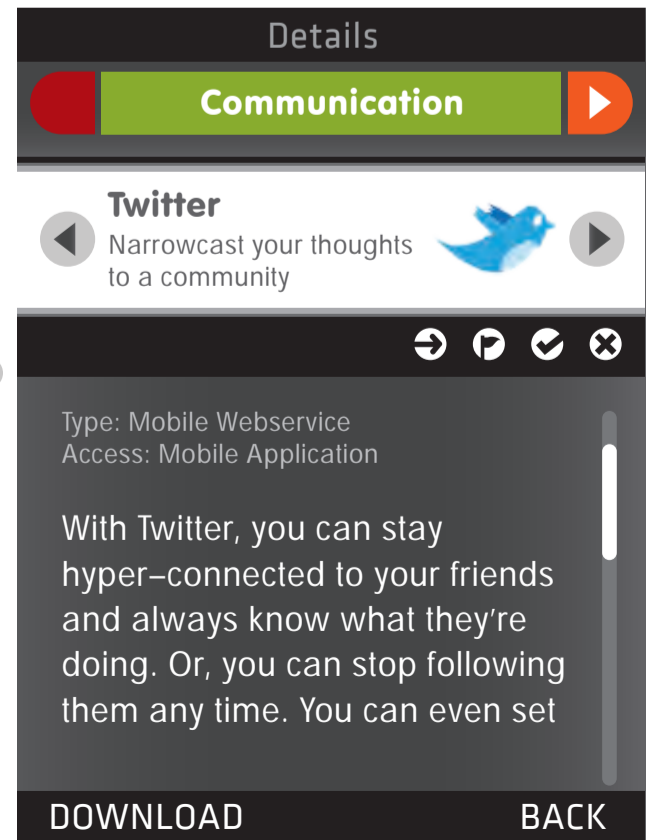 Details
Communication
Twitter
Narrowcast your thoughts
to a community
Type: Mobile Webservice
Access: Mobile Application
With Twitter, you can stay
hyper–connected to your friends
and always know what they're
doing. Or, you can stop following
them any time. You can even set
DOWNLOAD BACK